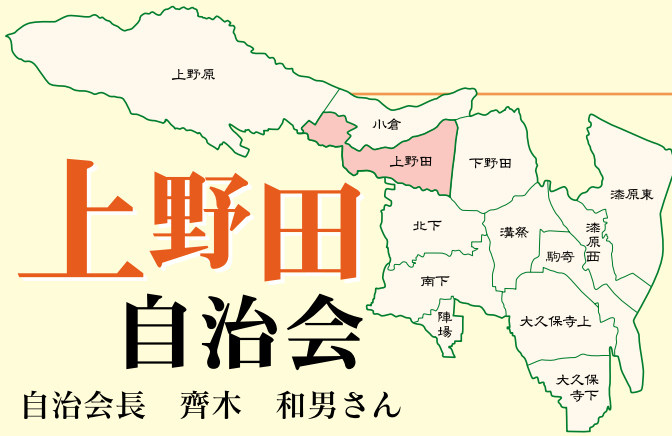 上野原
小倉
上野田
下野田
漆原東
北下
溝祭
漆原西
駒寄
南下
陣場
大久保寺上
大久保
寺下
上野田
自治会
自治会長 齊木 和男さん